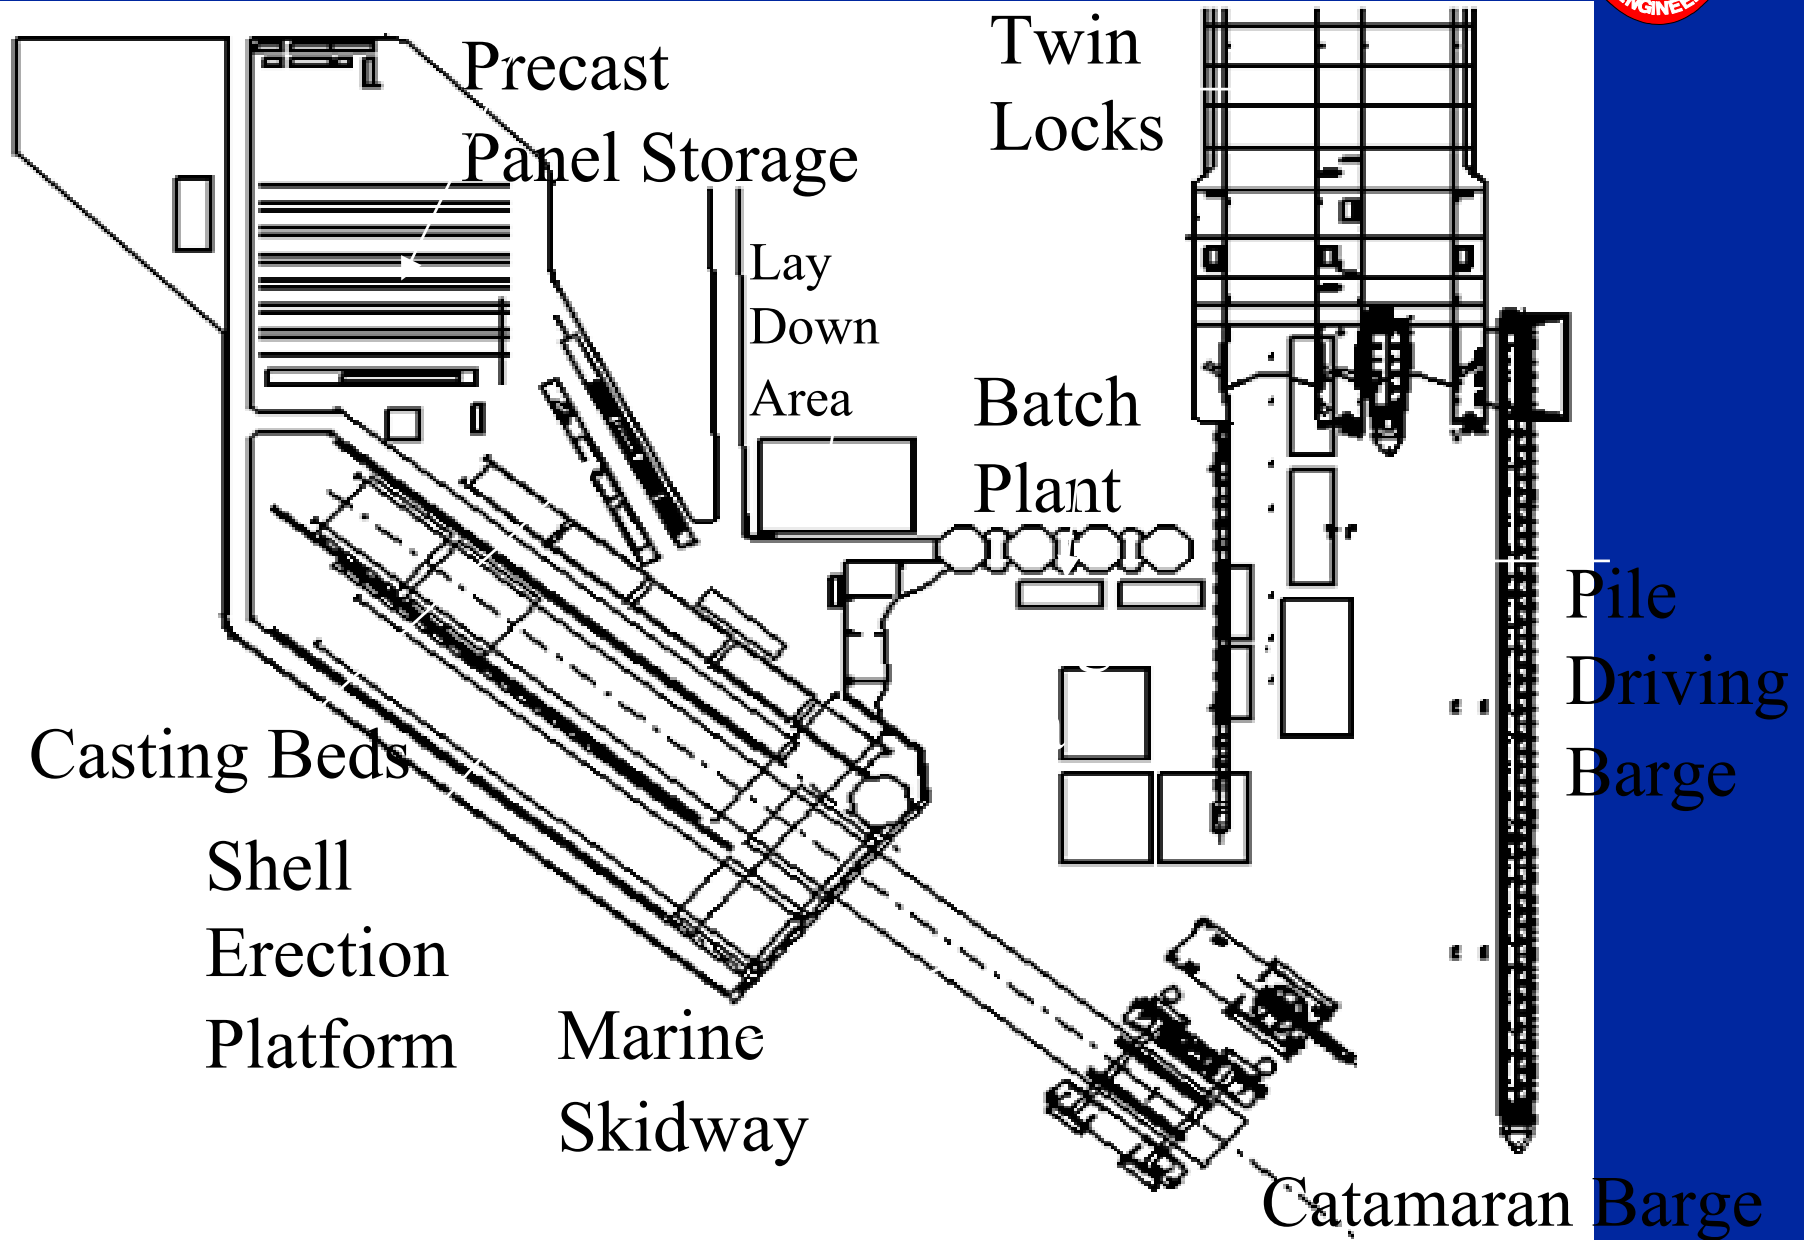 ENGINEE
Precast
Panel Storage
Twin
Locks
Lay
Down
Area
Batch
Plant
Pile
Driving
Barge
Casting Beds
Shell
Erection
Platform
Marine
Skidway
Catamaran Barge